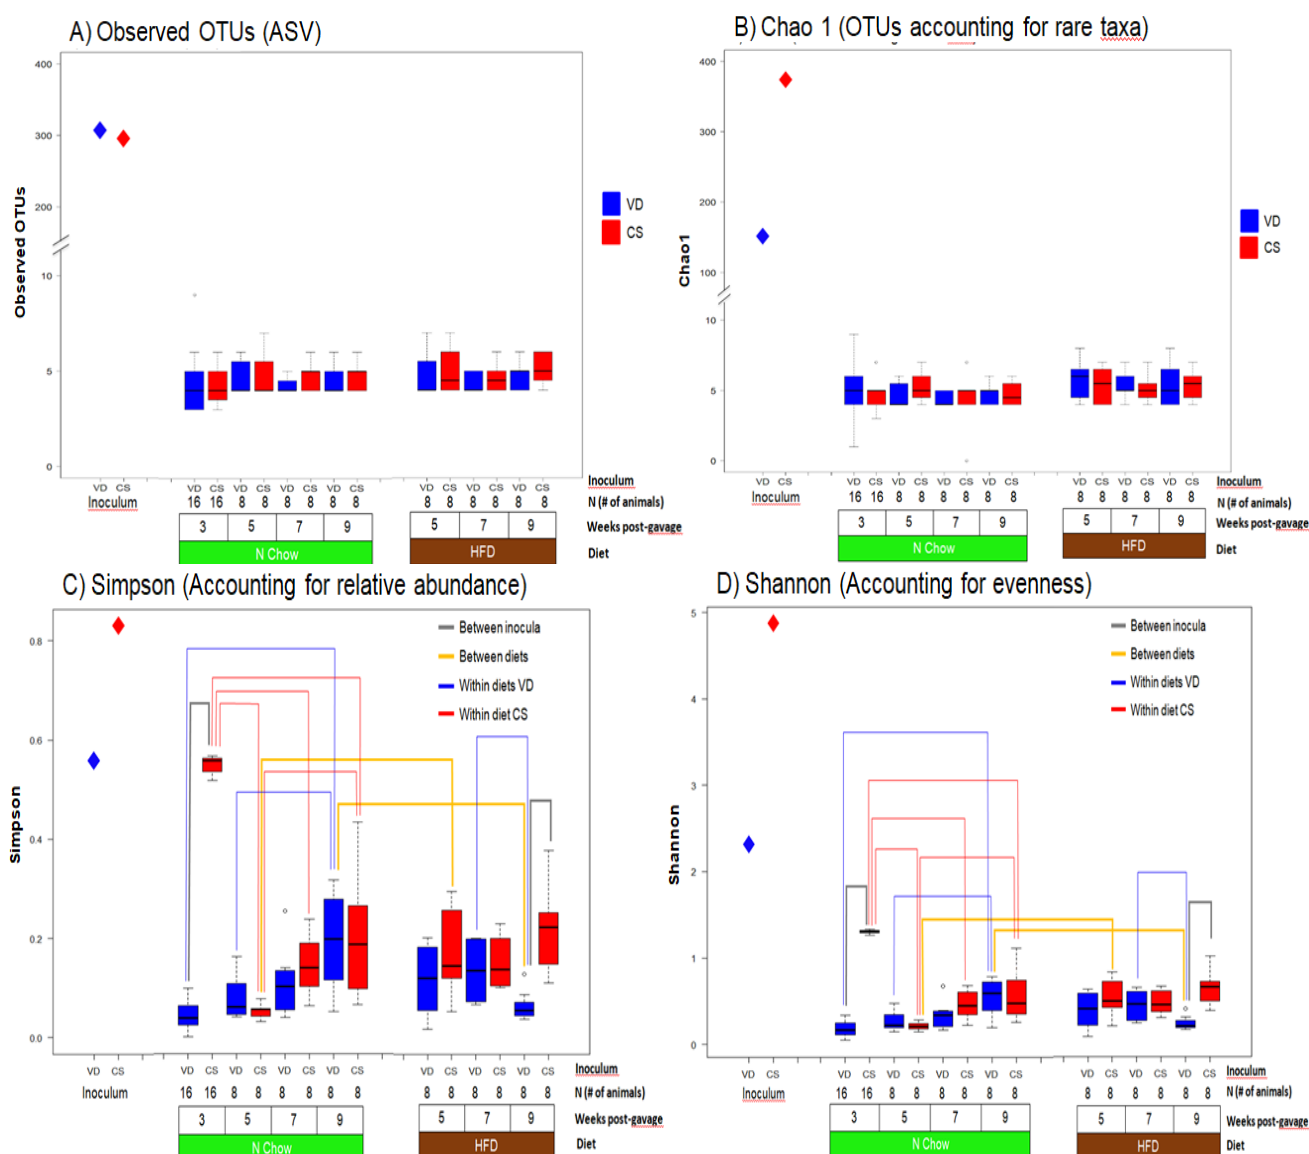 A) Observed OTUs (ASV)
400
300
200
10
5
0
Observed OTUs
VD
CS
VD CS VD CS VD CS VD CS VD CS VD CS VD CS VD CS Inoculum
Inoculum 16 16 8 8 8 8 8 8 8 8 8 8 8 8 N (# of animals)
3 5 7 9 5 7 9 Weeks post-gavage
N Chow HFD Diet
B) Chao 1 (OTUs accounting for rare taxa)
400
300
200
100
10
5
0
Chao1
VD
CS
VD CS VD CS VD CS VD CS VD CS VD CS VD CS VD CS Inoculum
Inoculum 16 16 8 8 8 8 8 8 8 8 8 8 8 8 N (# of animals)
3 5 7 9 5 7 9 Weeks post-gavage
N Chow HFD Diet
C) Simpson (Accounting for relative abundance)
0.8
0.6
0.4
0.2
0.0
Simpson
Between inocula
Between diets
Within diets VD
Within diet CS
VD CS VD CS VD CS VD CS VD CS VD CS VD CS VD CS Inoculum
Inoculum 16 16 8 8 8 8 8 8 8 8 8 8 8 8 N (# of animals)
3 5 7 9 5 7 9 Weeks post-gavage
N Chow HFD Diet
D) Shannon (Accounting for evenness)
5
4
3
2
1
0
Shannon
Between inocula
Between diets
Within diets VD
Within diet CS
VD CS VD CS VD CS VD CS VD CS VD CS VD CS VD CS Inoculum
Inoculum 16 16 8 8 8 8 8 8 8 8 8 8 8 8 N (# of animals)
3 5 7 9 5 7 9 Weeks post-gavage
N Chow HFD Diet